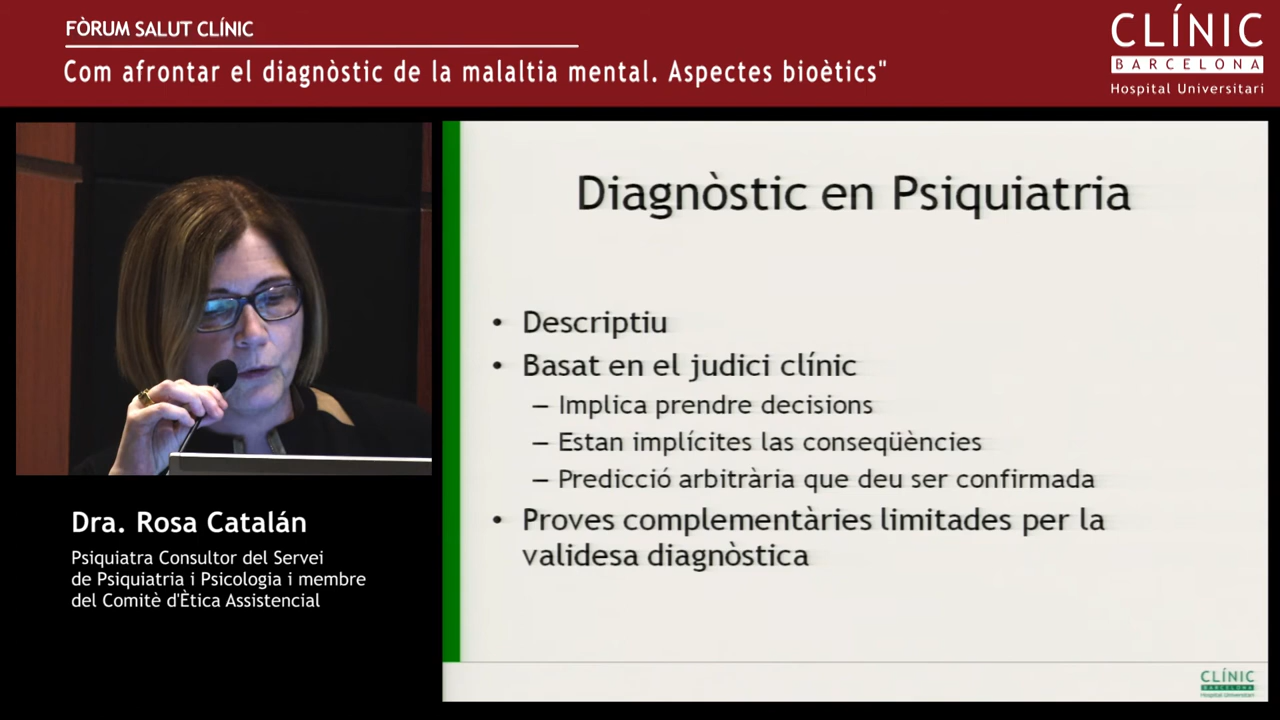 FÒRUM SALUT CLÍNIC
Com afrontar el diagnòstic de la malaltia mental. Aspectes bioètics"
CLÍNIC
BARCELONA
Hospital Universitari
Diagnòstic en Psiquiatria
• Descriptiu
• Basat en el judici clínic
– Implica prendre decisions
– Estan implícites las conseqüències
– Predicció arbitrària que deu ser confirmada
• Proves complementàries limitades per la
validesa diagnòstica
Dra. Rosa Catalán
Psiquiatra Consultor del Servei
de Psiquiatria i Psicologia i membre
del Comitè d'Ètica Assistencial
CLÍNIC
BARCELONA
Hospital Universitari